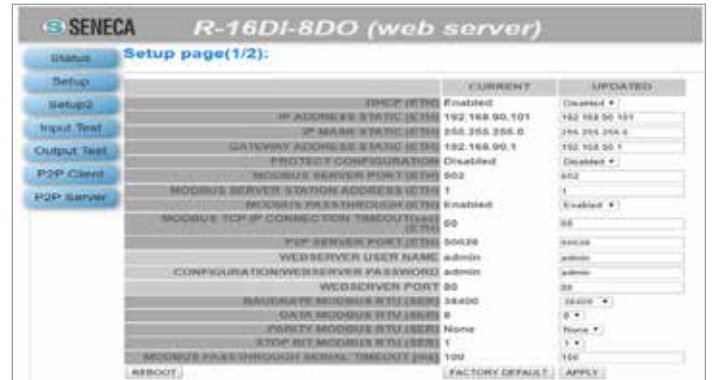 SENECA R-16DI-8DO (web server)
Status
Setup
Setup2
Input Test
Output Test
P2P Client
P2P Server
Setup page(1/2):
CURRENT UPDATED
DHCP (ETH) Enabled Disabled
IP ADDRESS STATIC (ETH) 192.168.90.101 192.168.90.101
IP MASK STATIC (ETH) 255.255.255.0 255.255.255.0
GATEWAY ADDRESS STATIC (ETH) 192.168.90.1 192.168.90.1
PROTECT CONFIGURATION Disabled Disabled
MODBUS SERVER PORT (ETH) 502 502
MODBUS SERVER STATION ADDRESS (ETH) 1 1
MODBUS PASSTHROUGH (ETH) Enabled Enabled
MODBUS TCP IP CONNECTION TIMEOUT[sec] (ETH) 60 60
P2P SERVER PORT (ETH) 50026 50026
WEBSERVER USER NAME admin admin
CONFIGURATION/WEBSERVER PASSWORD admin admin
WEBSERVER PORT 80 80
BAUDRATE MODBUS RTU (SER) 38400 38400
DATA MODBUS RTU (SER) 8 8
PARITY MODBUS RTU (SER) None None
STOP BIT MODBUS RTU (SER) 1 1
MODBUS PASSTHROUGH SERIAL TIMEOUT [ms] 100 100
REBOOT FACTORY DEFAULT APPLY